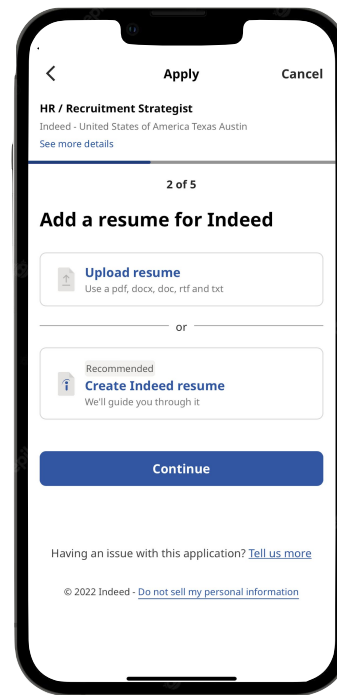 Apply
Cancel
HR / Recruitment Strategist
Indeed - United States of America Texas Austin
See more details
2 of 5
Add a resume for Indeed
Upload resume
Use a pdf, docx, doc, rtf and txt
or
Recommended
Create Indeed resume
We'll guide you through it
Continue
Having an issue with this application? Tell us more
© 2022 Indeed - Do not sell my personal information